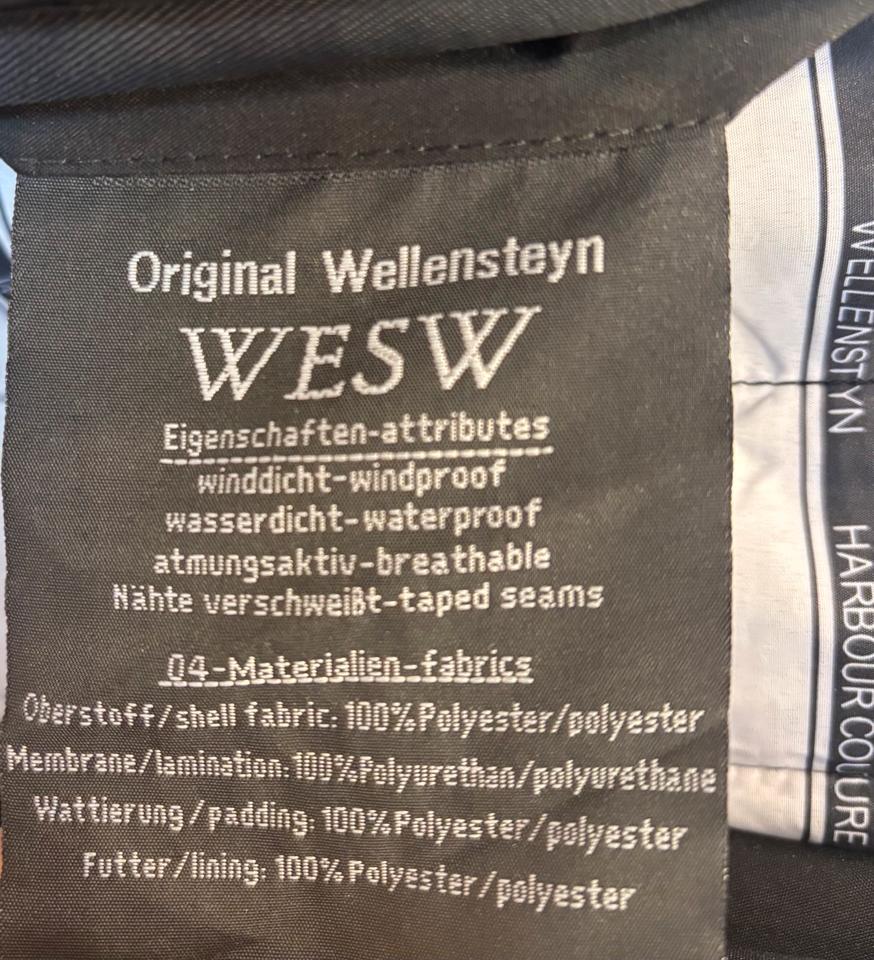 Original Wellensteyn
WESW
Eigenschaften-attributes
winddicht-windproof
wasserdicht-waterproof
atmungsaktiv-breathable
Nähte verschweißt-taped seams
04-Materialien-fabrics
Oberstoff/shell fabric: 100%Polyester/polyester
Membrane/lamination:100%Polyurethan/polyurethane
Wattierung/padding: 100%Polyester/polyester
Futter/lining: 100%Polyester/polyester
WELLENSTYN
HARBOUR COUTURE